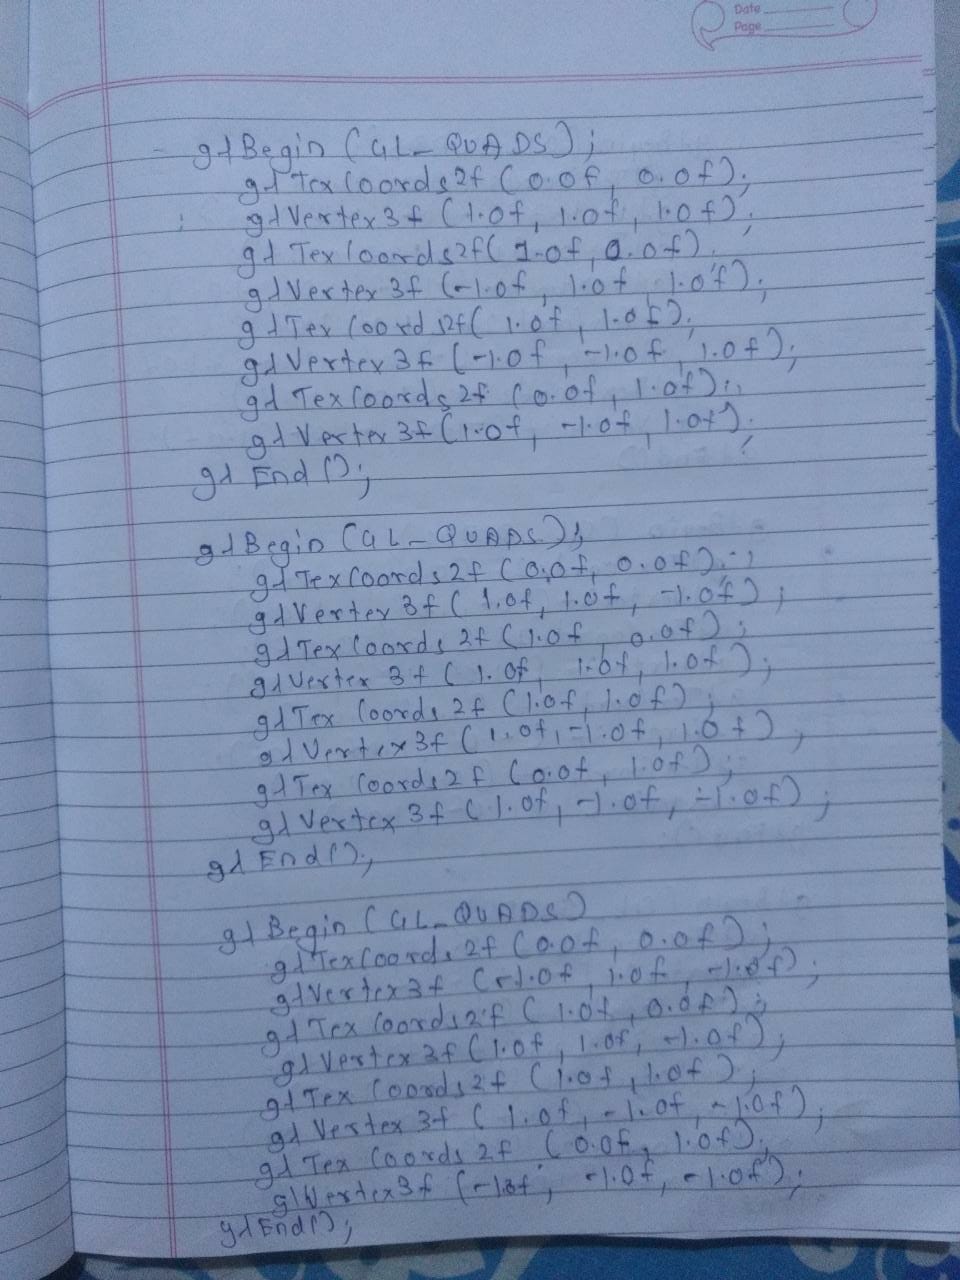 Date
Page
glBegin (GL_QUADS);
glTexCoords2f (0.0f, 0.0f);
glVertex3f (1.0f, 1.0f, 1.0f);
glTexCoords2f( 1.0f, 0.0f);
glVertex3f (-1.0f, 1.0f, 1.0f);
glTexCoords2f( 1.0f, 1.0f);
glVertex3f (-1.0f, -1.0f, 1.0f);
glTexCoords2f (0.0f, 1.0f);
glVertex3f (1.0f, -1.0f, 1.0f);
glEnd();
glBegin (GL_QUADS);
glTexCoords2f (0.0f, 0.0f);
glVertex3f ( 1.0f, 1.0f, -1.0f);
glTexCoords2f (1.0f, 0.0f);
glVertex3f ( 1.0f, 1.0f, 1.0f);
glTexCoords2f (1.0f, 1.0f);
glVertex3f ( 1.0f, -1.0f, 1.0f);
glTexCoords2f (0.0f, 1.0f);
glVertex3f ( 1.0f, -1.0f, -1.0f);
glEnd();
glBegin (GL_QUADS)
glTexCoords2f (0.0f, 0.0f);
glVertex3f (-1.0f, 1.0f, -1.0f);
glTexCoords2f ( 1.0f, 0.0f);
glVertex3f (1.0f, 1.0f, -1.0f);
glTexCoords2f (1.0f, 1.0f);
glVertex3f ( 1.0f, -1.0f, -1.0f);
glTexCoords2f (0.0f, 1.0f);
glVertex3f (-1.0f, -1.0f, -1.0f);
glEnd();